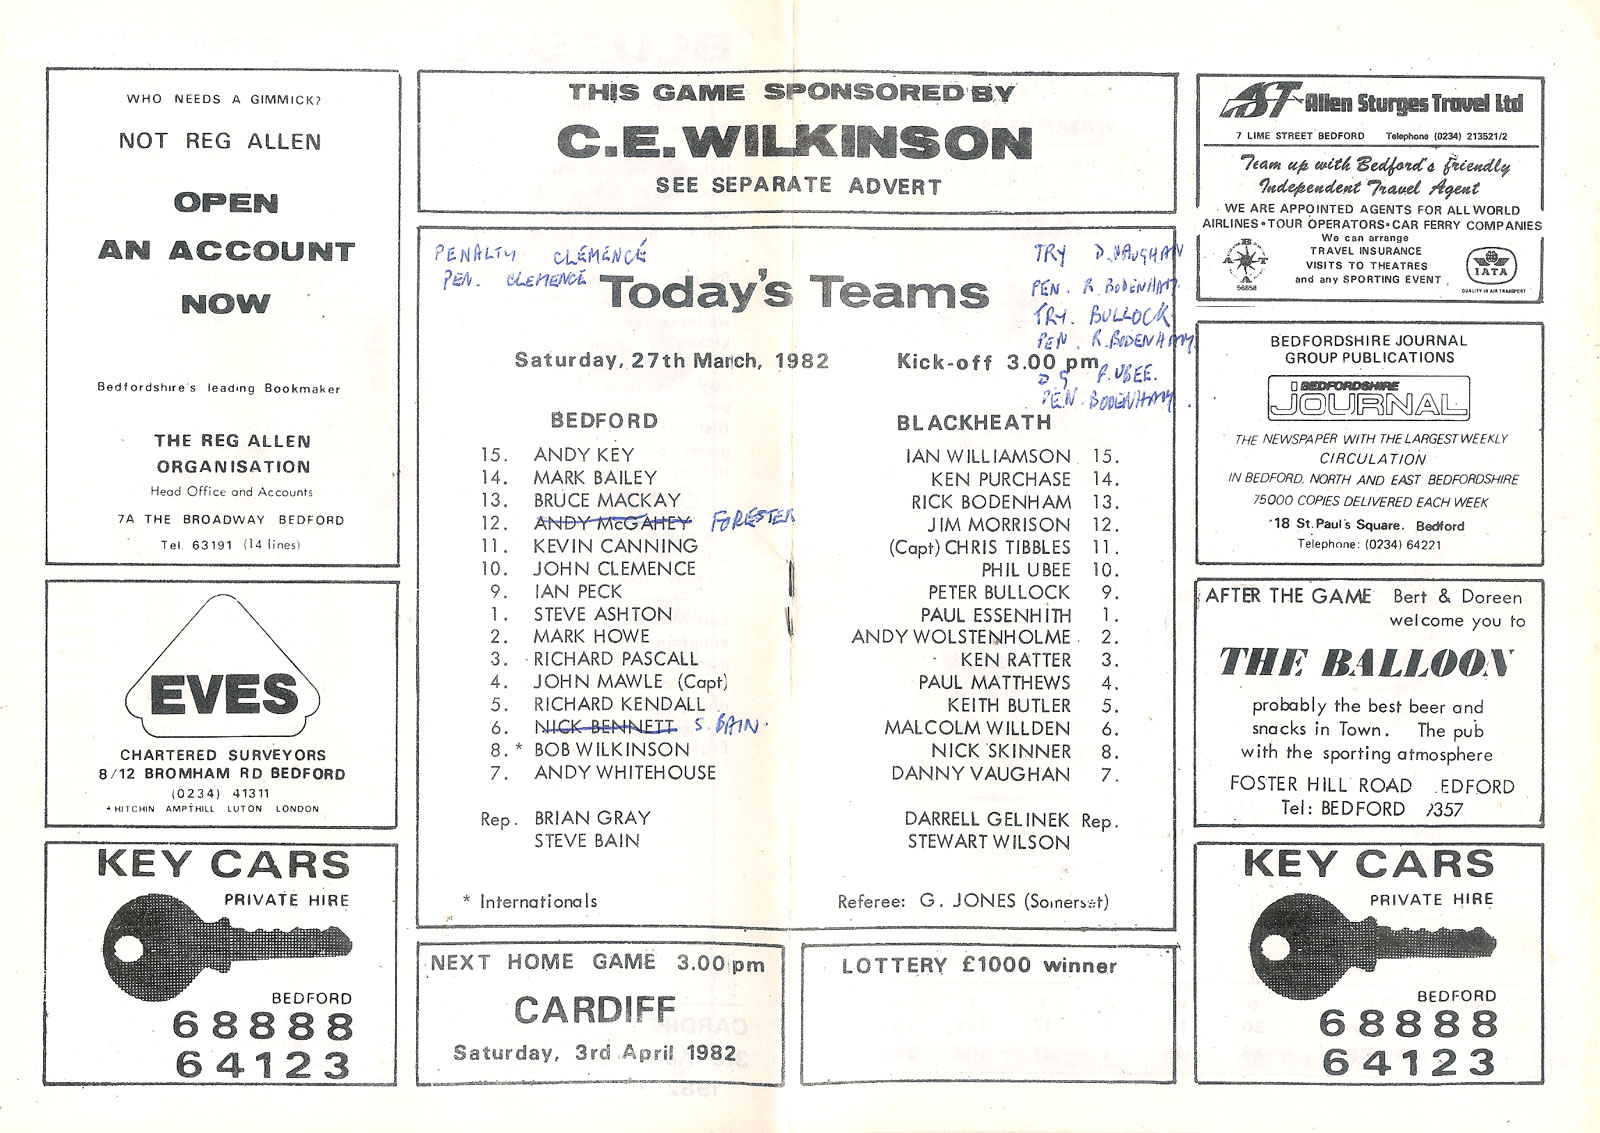 WHO NEEDS A GIMMICK?
NOT REG ALLEN
OPEN
AN ACCOUNT
NOW
Bedfordshire's leading Bookmaker
THE REG ALLEN
ORGANISATION
Head Office and Accounts
7A THE BROADWAY BEDFORD
Tel. 63191 (14 lines)
EVES
CHARTERED SURVEYORS
8/12 BROMHAM RD BEDFORD
(0234) 41311
HITCHIN AMPTHILL LUTON LONDON
KEY CARS
PRIVATE HIRE
BEDFORD
68888
64123
THIS GAME SPONSORED BY
C.E.WILKINSON
SEE SEPARATE ADVERT
PENALTY CLEMENCE
PEN. CLEMENCE
TRY D.VAUGHAN
PEN. R.BODENHAM.
TRY. BULLOCK
PEN R.BODENHAM.
DG P.UBEE.
PEN. BODENHAM.
Today's Teams
Saturday, 27th March, 1982 Kick-off 3.00 pm
BEDFORD
15. ANDY KEY
14. MARK BAILEY
13. BRUCE MACKAY
12. ANDY McGAHEY FORESTER
11. KEVIN CANNING
10. JOHN CLEMENCE
9. IAN PECK
1. STEVE ASHTON
2. MARK HOWE
3. RICHARD PASCALL
4. JOHN MAWLE (Capt)
5. RICHARD KENDALL
6. NICK BENNETT S. BAIN.
8.* BOB WILKINSON
7. ANDY WHITEHOUSE
Rep. BRIAN GRAY
STEVE BAIN
* Internationals
BLACKHEATH
IAN WILLIAMSON 15.
KEN PURCHASE 14.
RICK BODENHAM 13.
JIM MORRISON 12.
(Capt) CHRIS TIBBLES 11.
PHIL UBEE 10.
PETER BULLOCK 9.
PAUL ESSENHITH 1.
ANDY WOLSTENHOLME 2.
KEN RATTER 3.
PAUL MATTHEWS 4.
KEITH BUTLER 5.
MALCOLM WILLDEN 6.
NICK SKINNER 8.
DANNY VAUGHAN 7.
DARRELL GELINEK Rep.
STEWART WILSON
Referee: G. JONES (Somerset)
NEXT HOME GAME 3.00 pm
CARDIFF
Saturday, 3rd April 1982
LOTTERY £1000 winner
AST Allen Sturges Travel Ltd
7 LIME STREET BEDFORD Telephone (0234) 213521/2
Team up with Bedford's friendly
Independent Travel Agent
WE ARE APPOINTED AGENTS FOR ALL WORLD
AIRLINES•TOUR OPERATORS•CAR FERRY COMPANIES
We can arrange
TRAVEL INSURANCE
VISITS TO THEATRES
and any SPORTING EVENT
ABTA
56858
IATA
QUALITY IN AIR TRANSPORT
BEDFORDSHIRE JOURNAL
GROUP PUBLICATIONS
BEDFORDSHIRE
JOURNAL
THE NEWSPAPER WITH THE LARGEST WEEKLY
CIRCULATION
IN BEDFORD, NORTH AND EAST BEDFORDSHIRE
75000 COPIES DELIVERED EACH WEEK
18 St.Paul's Square. Bedford
Telephone: (0234) 64221
AFTER THE GAME Bert & Doreen
welcome you to
THE BALLOON
probably the best beer and
snacks in Town. The pub
with the sporting atmosphere
FOSTER HILL ROAD EDFORD
Tel: BEDFORD 357
KEY CARS
PRIVATE HIRE
BEDFORD
68888
64123